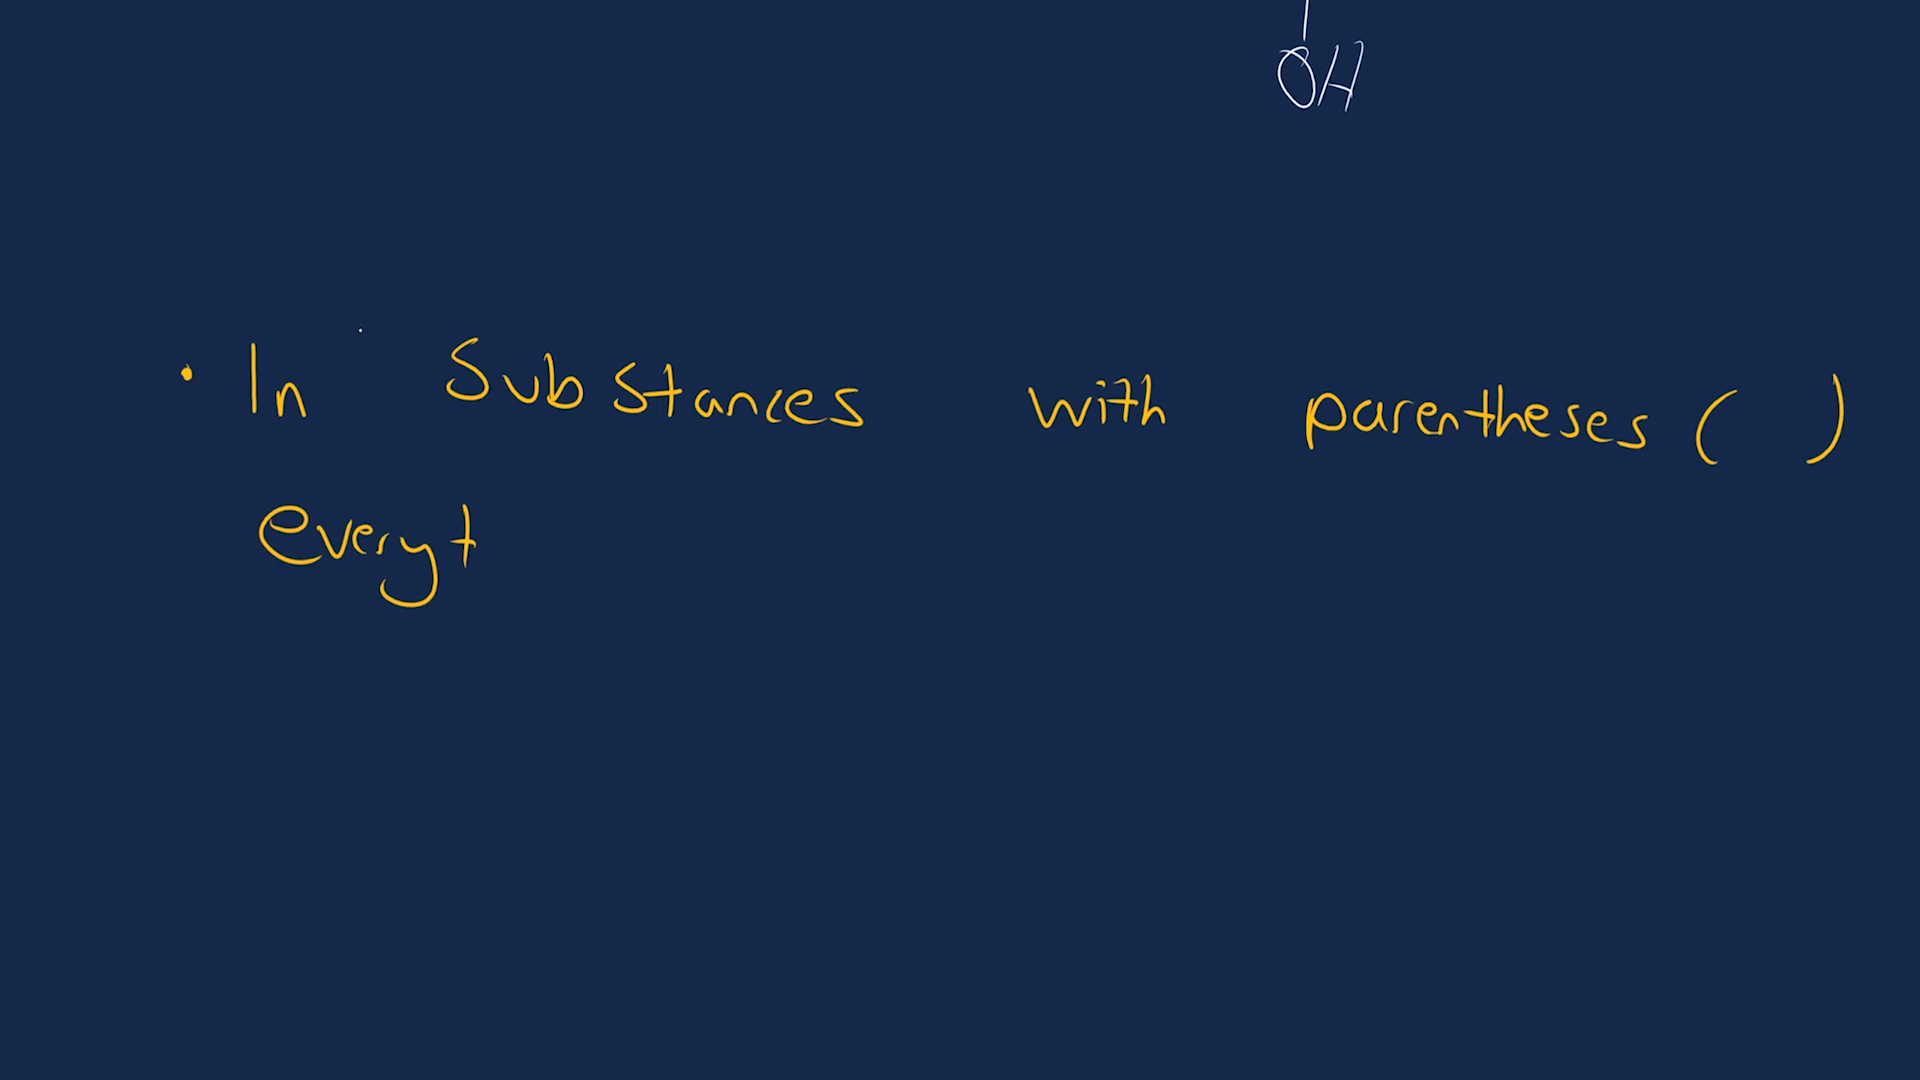 OH
• In Substances with parentheses ( )
everyt